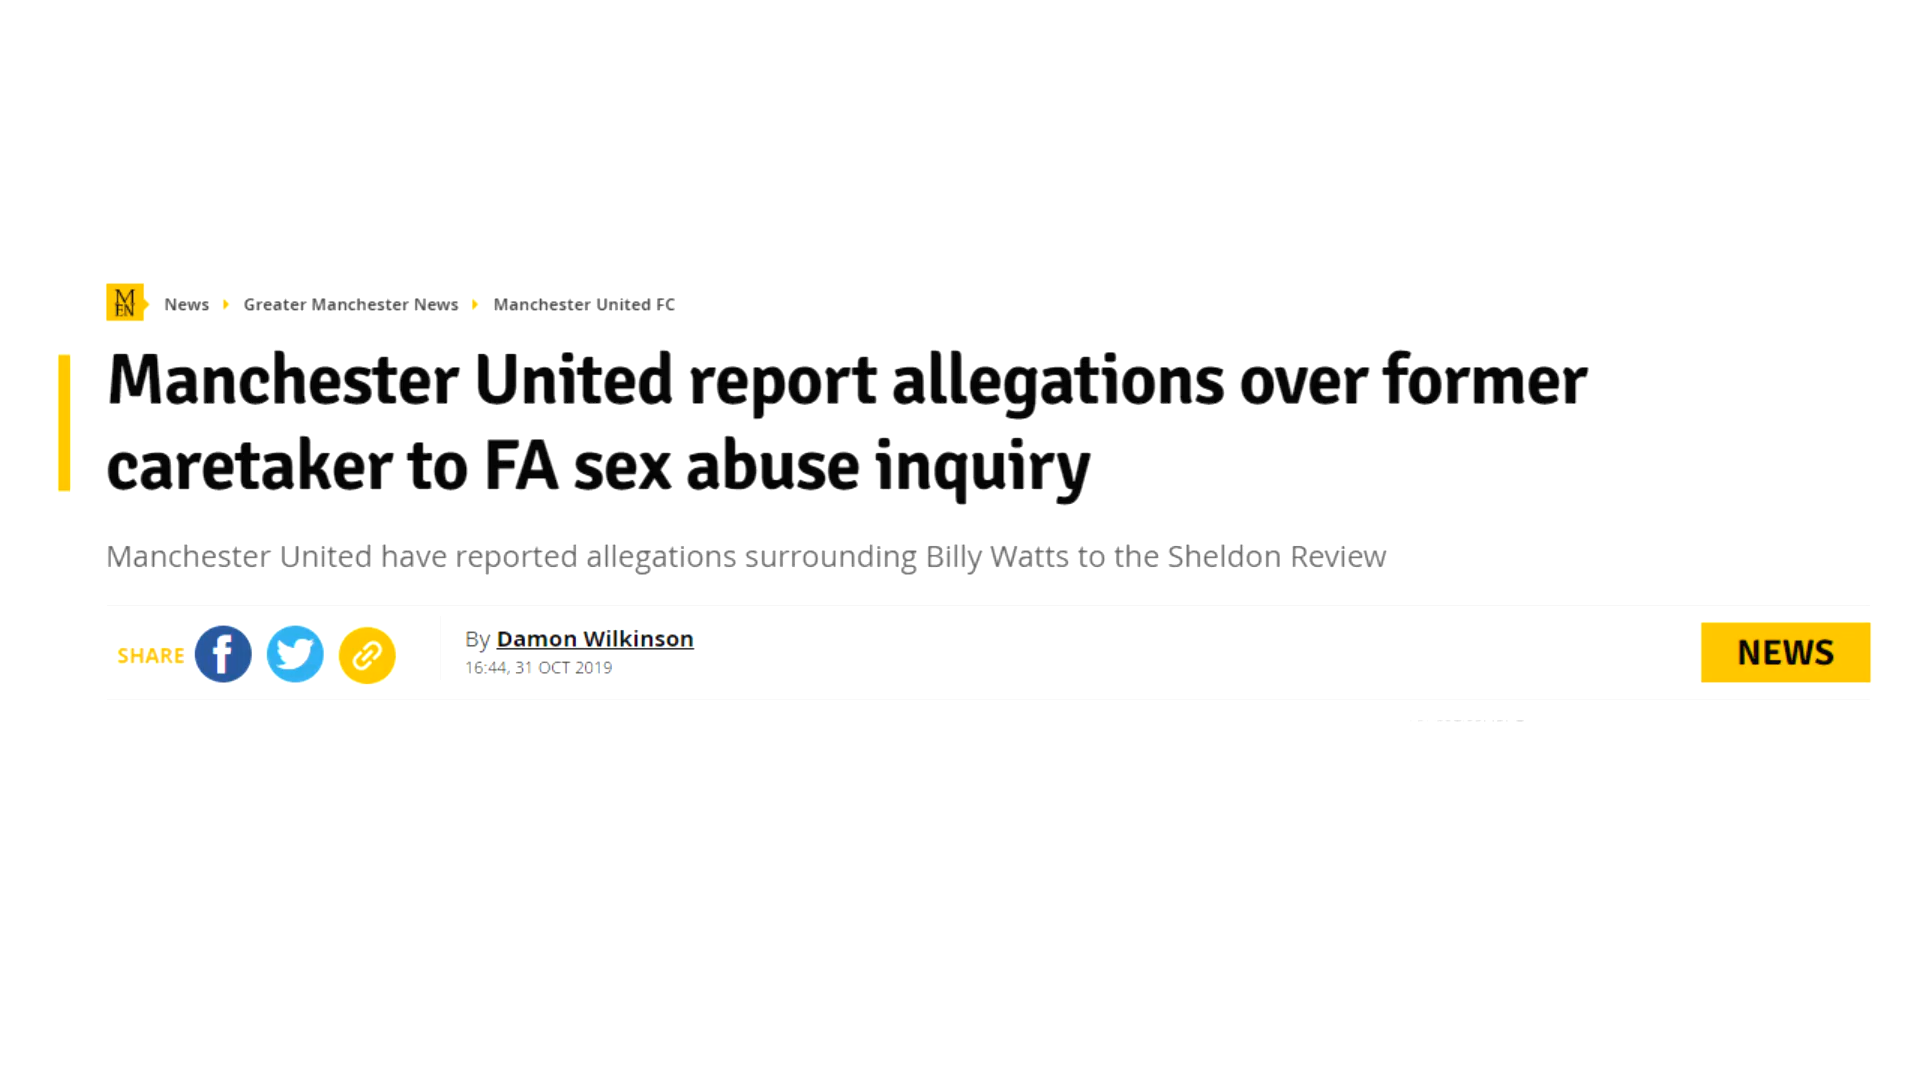 MEN News Greater Manchester News Manchester United FC
Manchester United report allegations over former
caretaker to FA sex abuse inquiry
Manchester United have reported allegations surrounding Billy Watts to the Sheldon Review
SHARE
By Damon Wilkinson
16:44, 31 OCT 2019
NEWS